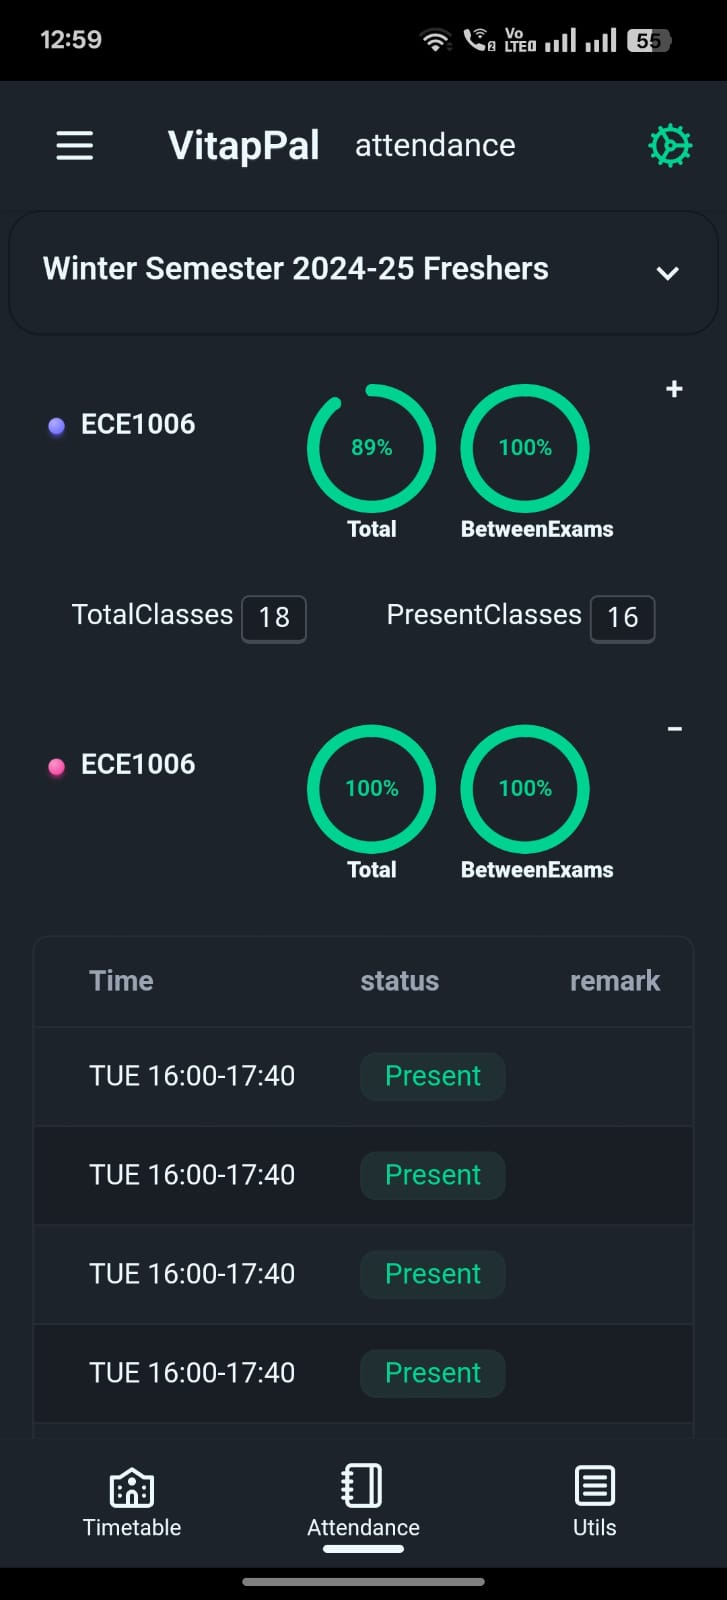 12:59
Vo
LTE
2
55
VitapPal attendance
Winter Semester 2024-25 Freshers
ECE1006
89%
100%
+
Total
BetweenExams
TotalClasses 18
PresentClasses 16
ECE1006
100%
100%
-
Total
BetweenExams
Time status remark
TUE 16:00-17:40 Present
TUE 16:00-17:40 Present
TUE 16:00-17:40 Present
TUE 16:00-17:40 Present
Timetable
Attendance
Utils